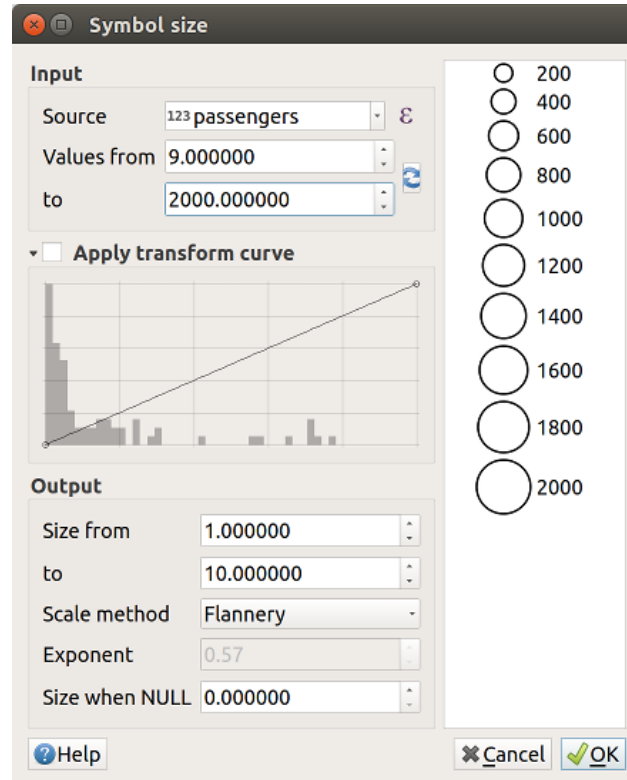 Symbol size
Input
Source 123 passengers ε
Values from 9.000000
to 2000.000000
Apply transform curve
Output
Size from 1.000000
to 10.000000
Scale method Flannery
Exponent 0.57
Size when NULL 0.000000
200
400
600
800
1000
1200
1400
1600
1800
2000
Help Cancel OK